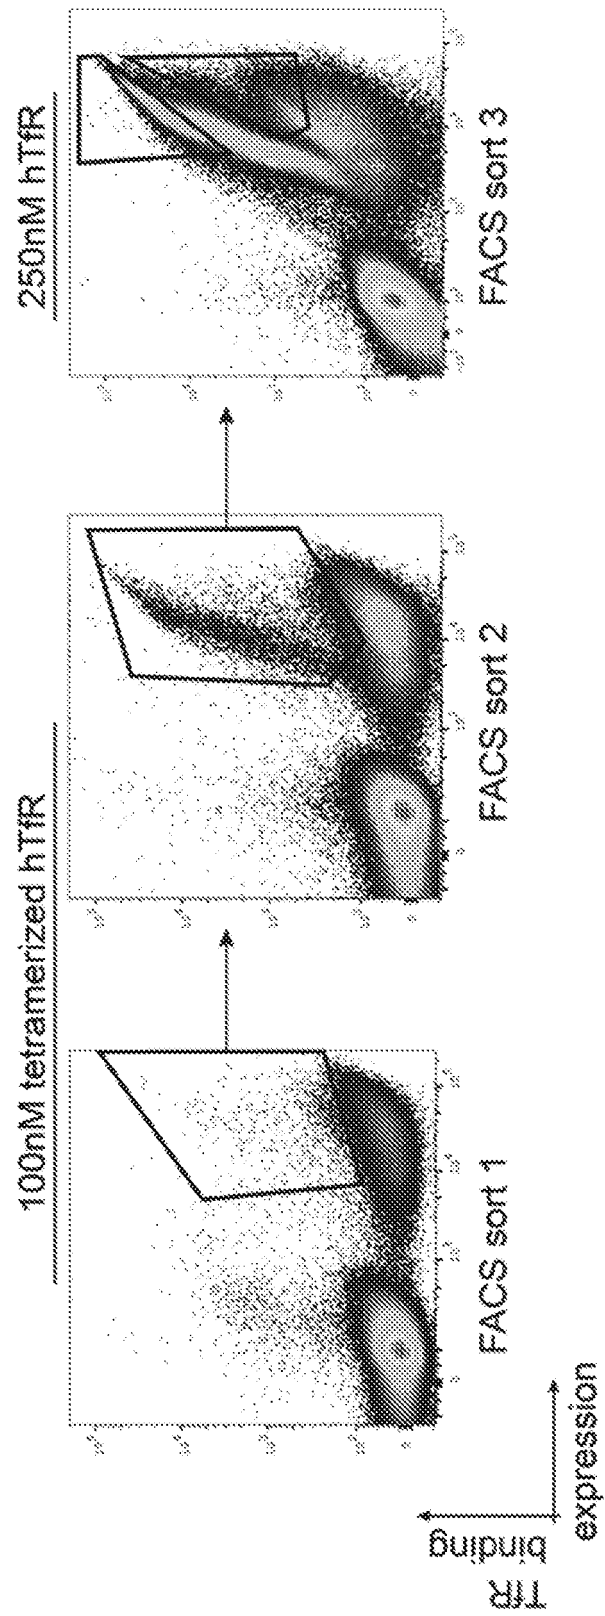 100nM tetramerized hTfR
250nM hTfR
FACS sort 1
FACS sort 2
FACS sort 3
TfR
binding
expression